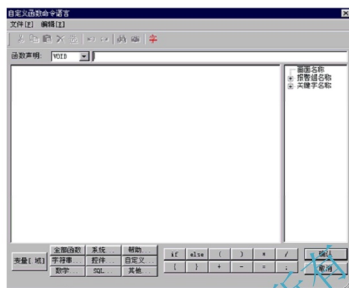 自定义函数命令语言
文件[F] 编辑[E]
函数声明: VOID
画面名称
报警组名称
关键字名称
全部函数 系统... 帮助...
变量[.域] 字符串... 控件... 自定义...
数学... SQL... 其他...
if else ( ) * /
{ } + - = ;
确认
取消